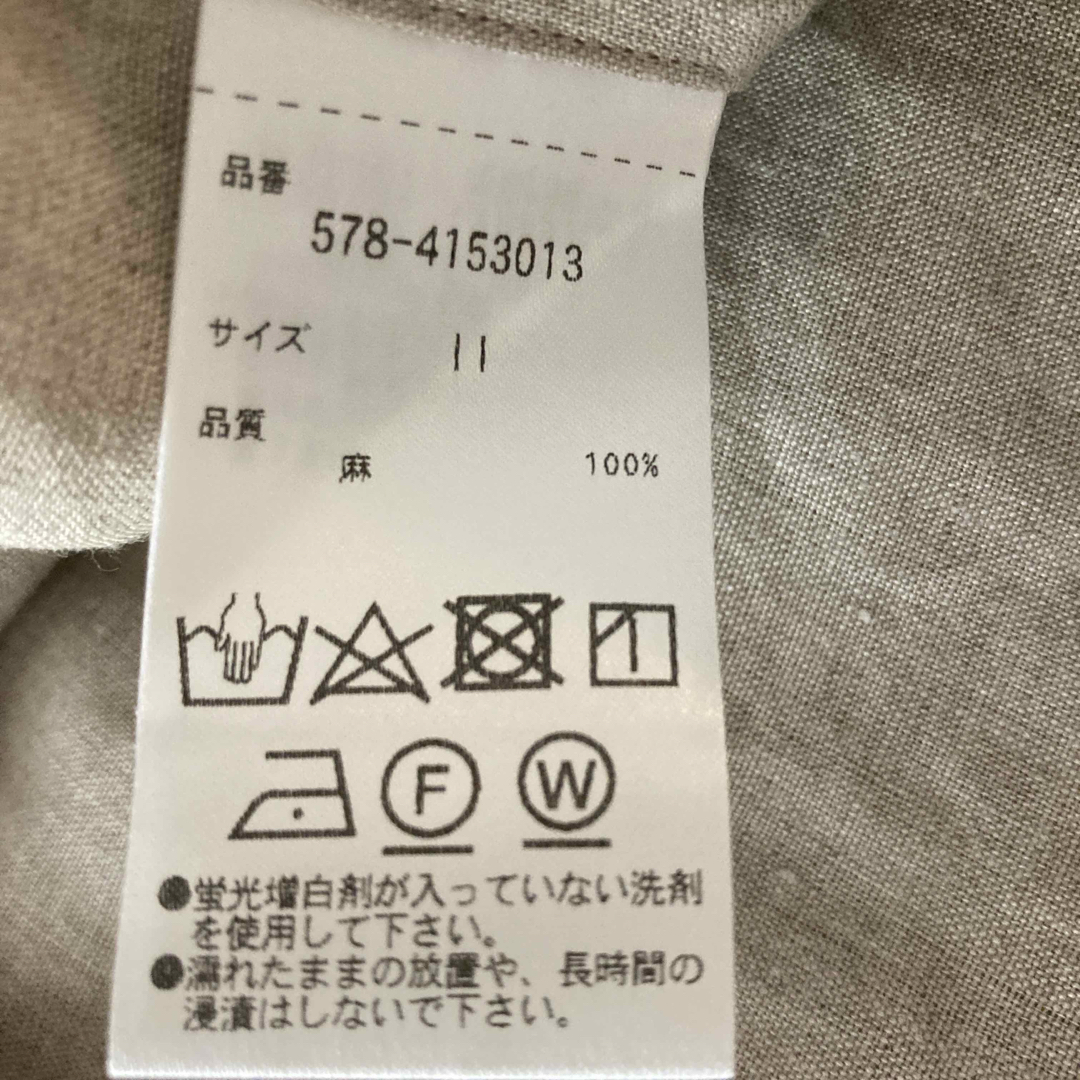 品番
578-4153013
サイズ 11
品質
麻 100%
F W
●蛍光増白剤が入っていない洗剤
を使用して下さい。
●濡れたままの放置や、長時間の
浸漬はしないで下さい。